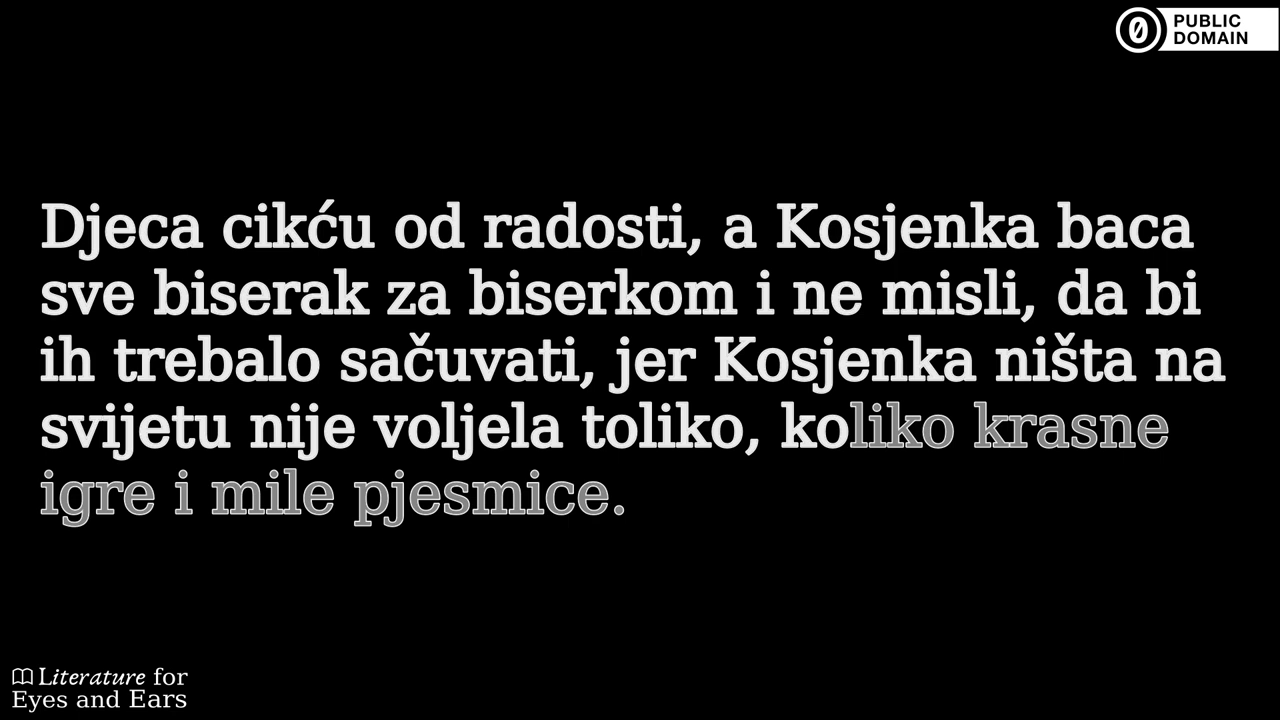 PUBLIC
DOMAIN
Djeca cikću od radosti, a Kosjenka baca
sve biserak za biserkom i ne misli, da bi
ih trebalo sačuvati, jer Kosjenka ništa na
svijetu nije voljela toliko, koliko krasne
igre i mile pjesmice.
Literature for
Eyes and Ears